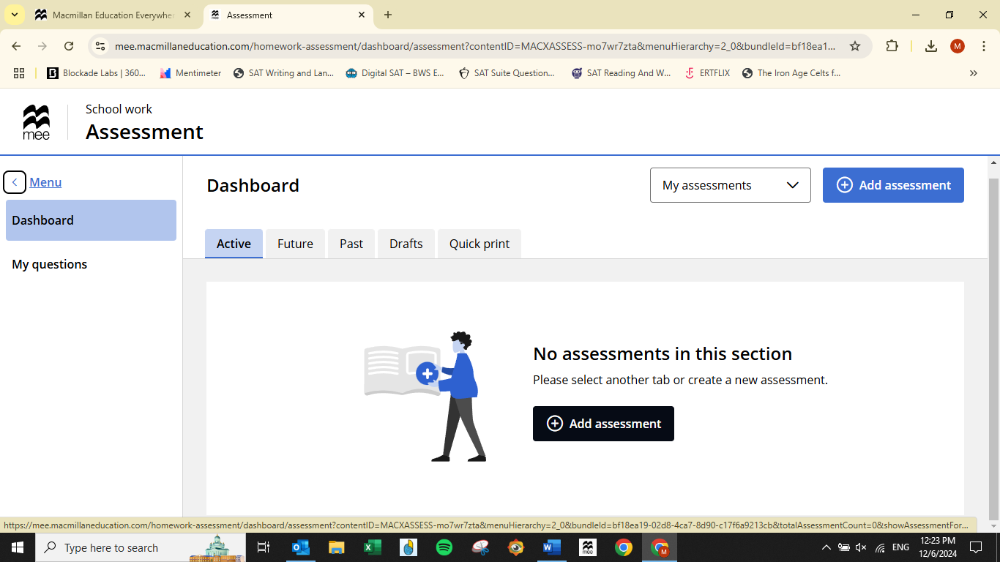 Macmillan Education Everywhere
Assessment
mee.macmillaneducation.com/homework-assessment/dashboard/assessment?contentID=MACXASSESS-mo7wr7zta&menuHierarchy=2_0&bundleId=bf18ea1...
M
Blockade Labs | 360...
Mentimeter
SAT Writing and Lan...
Digital SAT – BWS E...
SAT Suite Question...
SAT Reading And W...
ERTFLIX
The Iron Age Celts f...
mee
School work
Assessment
Menu
Dashboard
My questions
Dashboard
My assessments
Add assessment
Active
Future
Past
Drafts
Quick print
No assessments in this section
Please select another tab or create a new assessment.
Add assessment
https://mee.macmillaneducation.com/homework-assessment/dashboard/assessment?contentID=MACXASSESS-mo7wr7zta&menuHierarchy=2_0&bundleId=bf18ea19-02d8-4ca7-8d90-c17f6a9213cb&totalAssessmentCount=0&showAssessmentFor...
Type here to search
mee
M
ENG
12:23 PM
12/6/2024